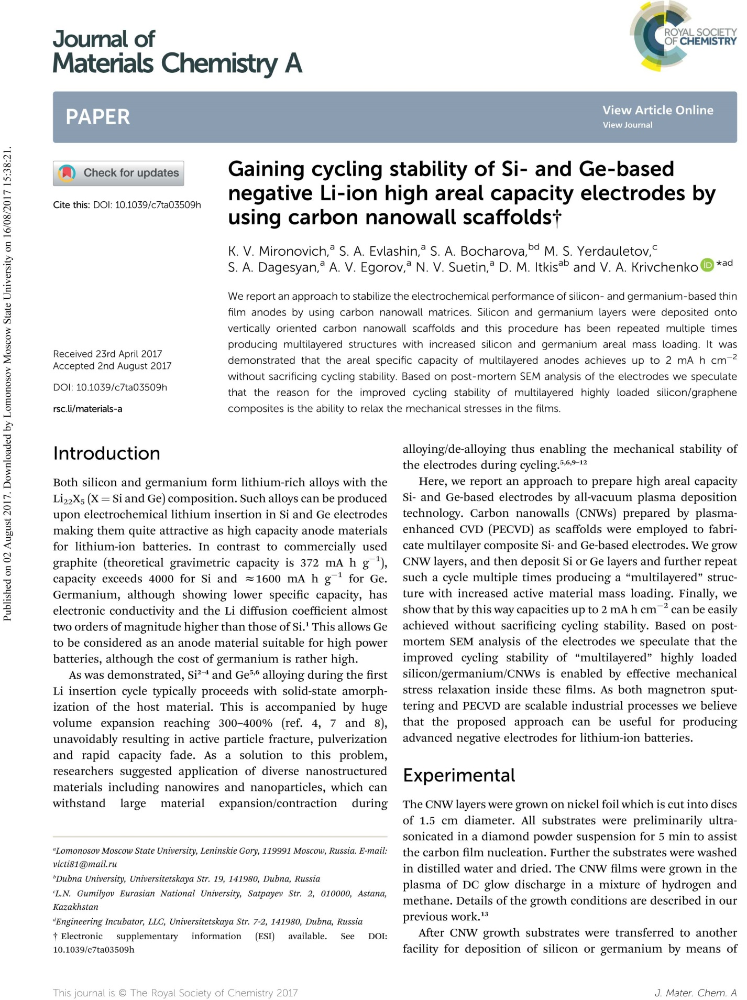 Journal of
Materials Chemistry A
ROYAL SOCIETY
OF CHEMISTRY
PAPER
View Article Online
View Journal
Published on 02 August 2017. Downloaded by Lomonosov Moscow State University on 16/08/2017 15:38:21.
Check for updates
Cite this: DOI: 10.1039/c7ta03509h
Received 23rd April 2017
Accepted 2nd August 2017
DOI: 10.1039/c7ta03509h
rsc.li/materials-a
Gaining cycling stability of Si- and Ge-based
negative Li-ion high areal capacity electrodes by
using carbon nanowall scaffolds†
K. V. Mironovich,ᵃ S. A. Evlashin,ᵃ S. A. Bocharova,ᵇᵈ M. S. Yerdauletov,ᶜ
S. A. Dagesyan,ᵃ A. V. Egorov,ᵃ N. V. Suetin,ᵃ D. M. Itkisᵃᵇ and V. A. Krivchenko iD *ᵃᵈ
We report an approach to stabilize the electrochemical performance of silicon- and germanium-based thin
film anodes by using carbon nanowall matrices. Silicon and germanium layers were deposited onto
vertically oriented carbon nanowall scaffolds and this procedure has been repeated multiple times
producing multilayered structures with increased silicon and germanium areal mass loading. It was
demonstrated that the areal specific capacity of multilayered anodes achieves up to 2 mA h cm⁻²
without sacrificing cycling stability. Based on post-mortem SEM analysis of the electrodes we speculate
that the reason for the improved cycling stability of multilayered highly loaded silicon/graphene
composites is the ability to relax the mechanical stresses in the films.
Introduction
Both silicon and germanium form lithium-rich alloys with the
Li₂₂X₅ (X = Si and Ge) composition. Such alloys can be produced
upon electrochemical lithium insertion in Si and Ge electrodes
making them quite attractive as high capacity anode materials
for lithium-ion batteries. In contrast to commercially used
graphite (theoretical gravimetric capacity is 372 mA h g⁻¹),
capacity exceeds 4000 for Si and ≈1600 mA h g⁻¹ for Ge.
Germanium, although showing lower specific capacity, has
electronic conductivity and the Li diffusion coefficient almost
two orders of magnitude higher than those of Si.¹ This allows Ge
to be considered as an anode material suitable for high power
batteries, although the cost of germanium is rather high.
As was demonstrated, Si²⁻⁴ and Ge⁵,⁶ alloying during the first
Li insertion cycle typically proceeds with solid-state amorph-
ization of the host material. This is accompanied by huge
volume expansion reaching 300–400% (ref. 4, 7 and 8),
unavoidably resulting in active particle fracture, pulverization
and rapid capacity fade. As a solution to this problem,
researchers suggested application of diverse nanostructured
materials including nanowires and nanoparticles, which can
withstand large material expansion/contraction during
ᵃLomonosov Moscow State University, Leninskie Gory, 119991 Moscow, Russia. E-mail:
victi81@mail.ru
ᵇDubna University, Universitetskaya Str. 19, 141980, Dubna, Russia
ᶜL.N. Gumilyov Eurasian National University, Satpayev Str. 2, 010000, Astana,
Kazakhstan
ᵈEngineering Incubator, LLC, Universitetskaya Str. 7-2, 141980, Dubna, Russia
† Electronic supplementary information (ESI) available. See DOI:
10.1039/c7ta03509h
alloying/de-alloying thus enabling the mechanical stability of
the electrodes during cycling.⁵,⁶,⁹⁻¹²
Here, we report an approach to prepare high areal capacity
Si- and Ge-based electrodes by all-vacuum plasma deposition
technology. Carbon nanowalls (CNWs) prepared by plasma-
enhanced CVD (PECVD) as scaffolds were employed to fabri-
cate multilayer composite Si- and Ge-based electrodes. We grow
CNW layers, and then deposit Si or Ge layers and further repeat
such a cycle multiple times producing a “multilayered” struc-
ture with increased active material mass loading. Finally, we
show that by this way capacities up to 2 mA h cm⁻² can be easily
achieved without sacrificing cycling stability. Based on post-
mortem SEM analysis of the electrodes we speculate that the
improved cycling stability of “multilayered” highly loaded
silicon/germanium/CNWs is enabled by effective mechanical
stress relaxation inside these films. As both magnetron sput-
tering and PECVD are scalable industrial processes we believe
that the proposed approach can be useful for producing
advanced negative electrodes for lithium-ion batteries.
Experimental
The CNW layers were grown on nickel foil which is cut into discs
of 1.5 cm diameter. All substrates were preliminarily ultra-
sonicated in a diamond powder suspension for 5 min to assist
the carbon film nucleation. Further the substrates were washed
in distilled water and dried. The CNW films were grown in the
plasma of DC glow discharge in a mixture of hydrogen and
methane. Details of the growth conditions are described in our
previous work.¹³
After CNW growth substrates were transferred to another
facility for deposition of silicon or germanium by means of
This journal is © The Royal Society of Chemistry 2017
J. Mater. Chem. A